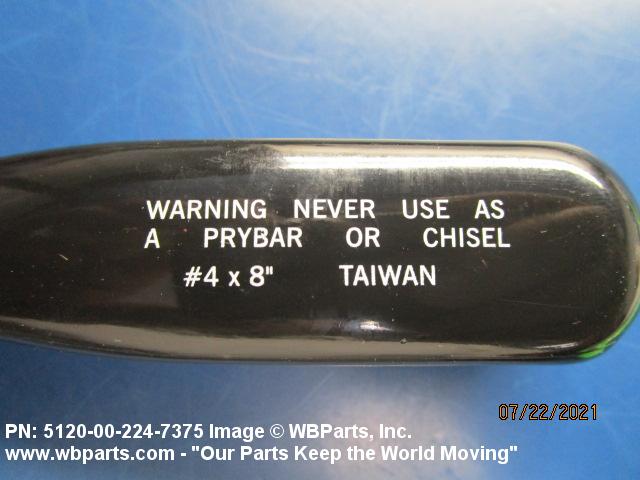 WARNING NEVER USE AS
A PRYBAR OR CHISEL
#4 x 8" TAIWAN
07/22/2021
PN: 5120-00-224-7375 Image © WBParts, Inc.
www.wbparts.com - "Our Parts Keep the World Moving"